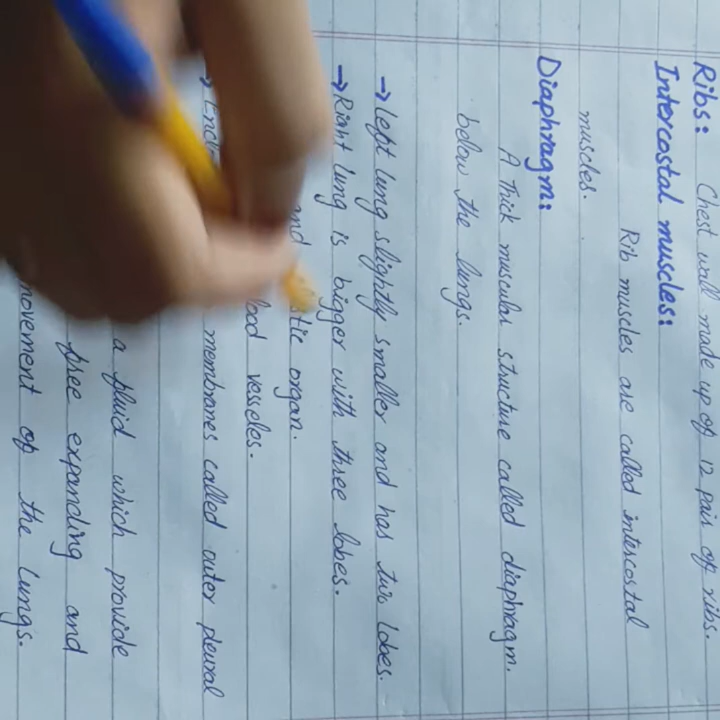 Ribs: Chest wall made up of 12 pair of ribs.
Intercostal muscles:
Rib muscles are called intercostal
muscles.
Diaphragm:
A Thick muscular structure called diaphragm.
below the lungs.
→ Left lung slightly smaller and has two lobes.
→ Right lung is bigger with three lobes.
and organ.
vessels.
→ membranes called outer pleural
a fluid which provide
free expanding and
movement of the lungs.